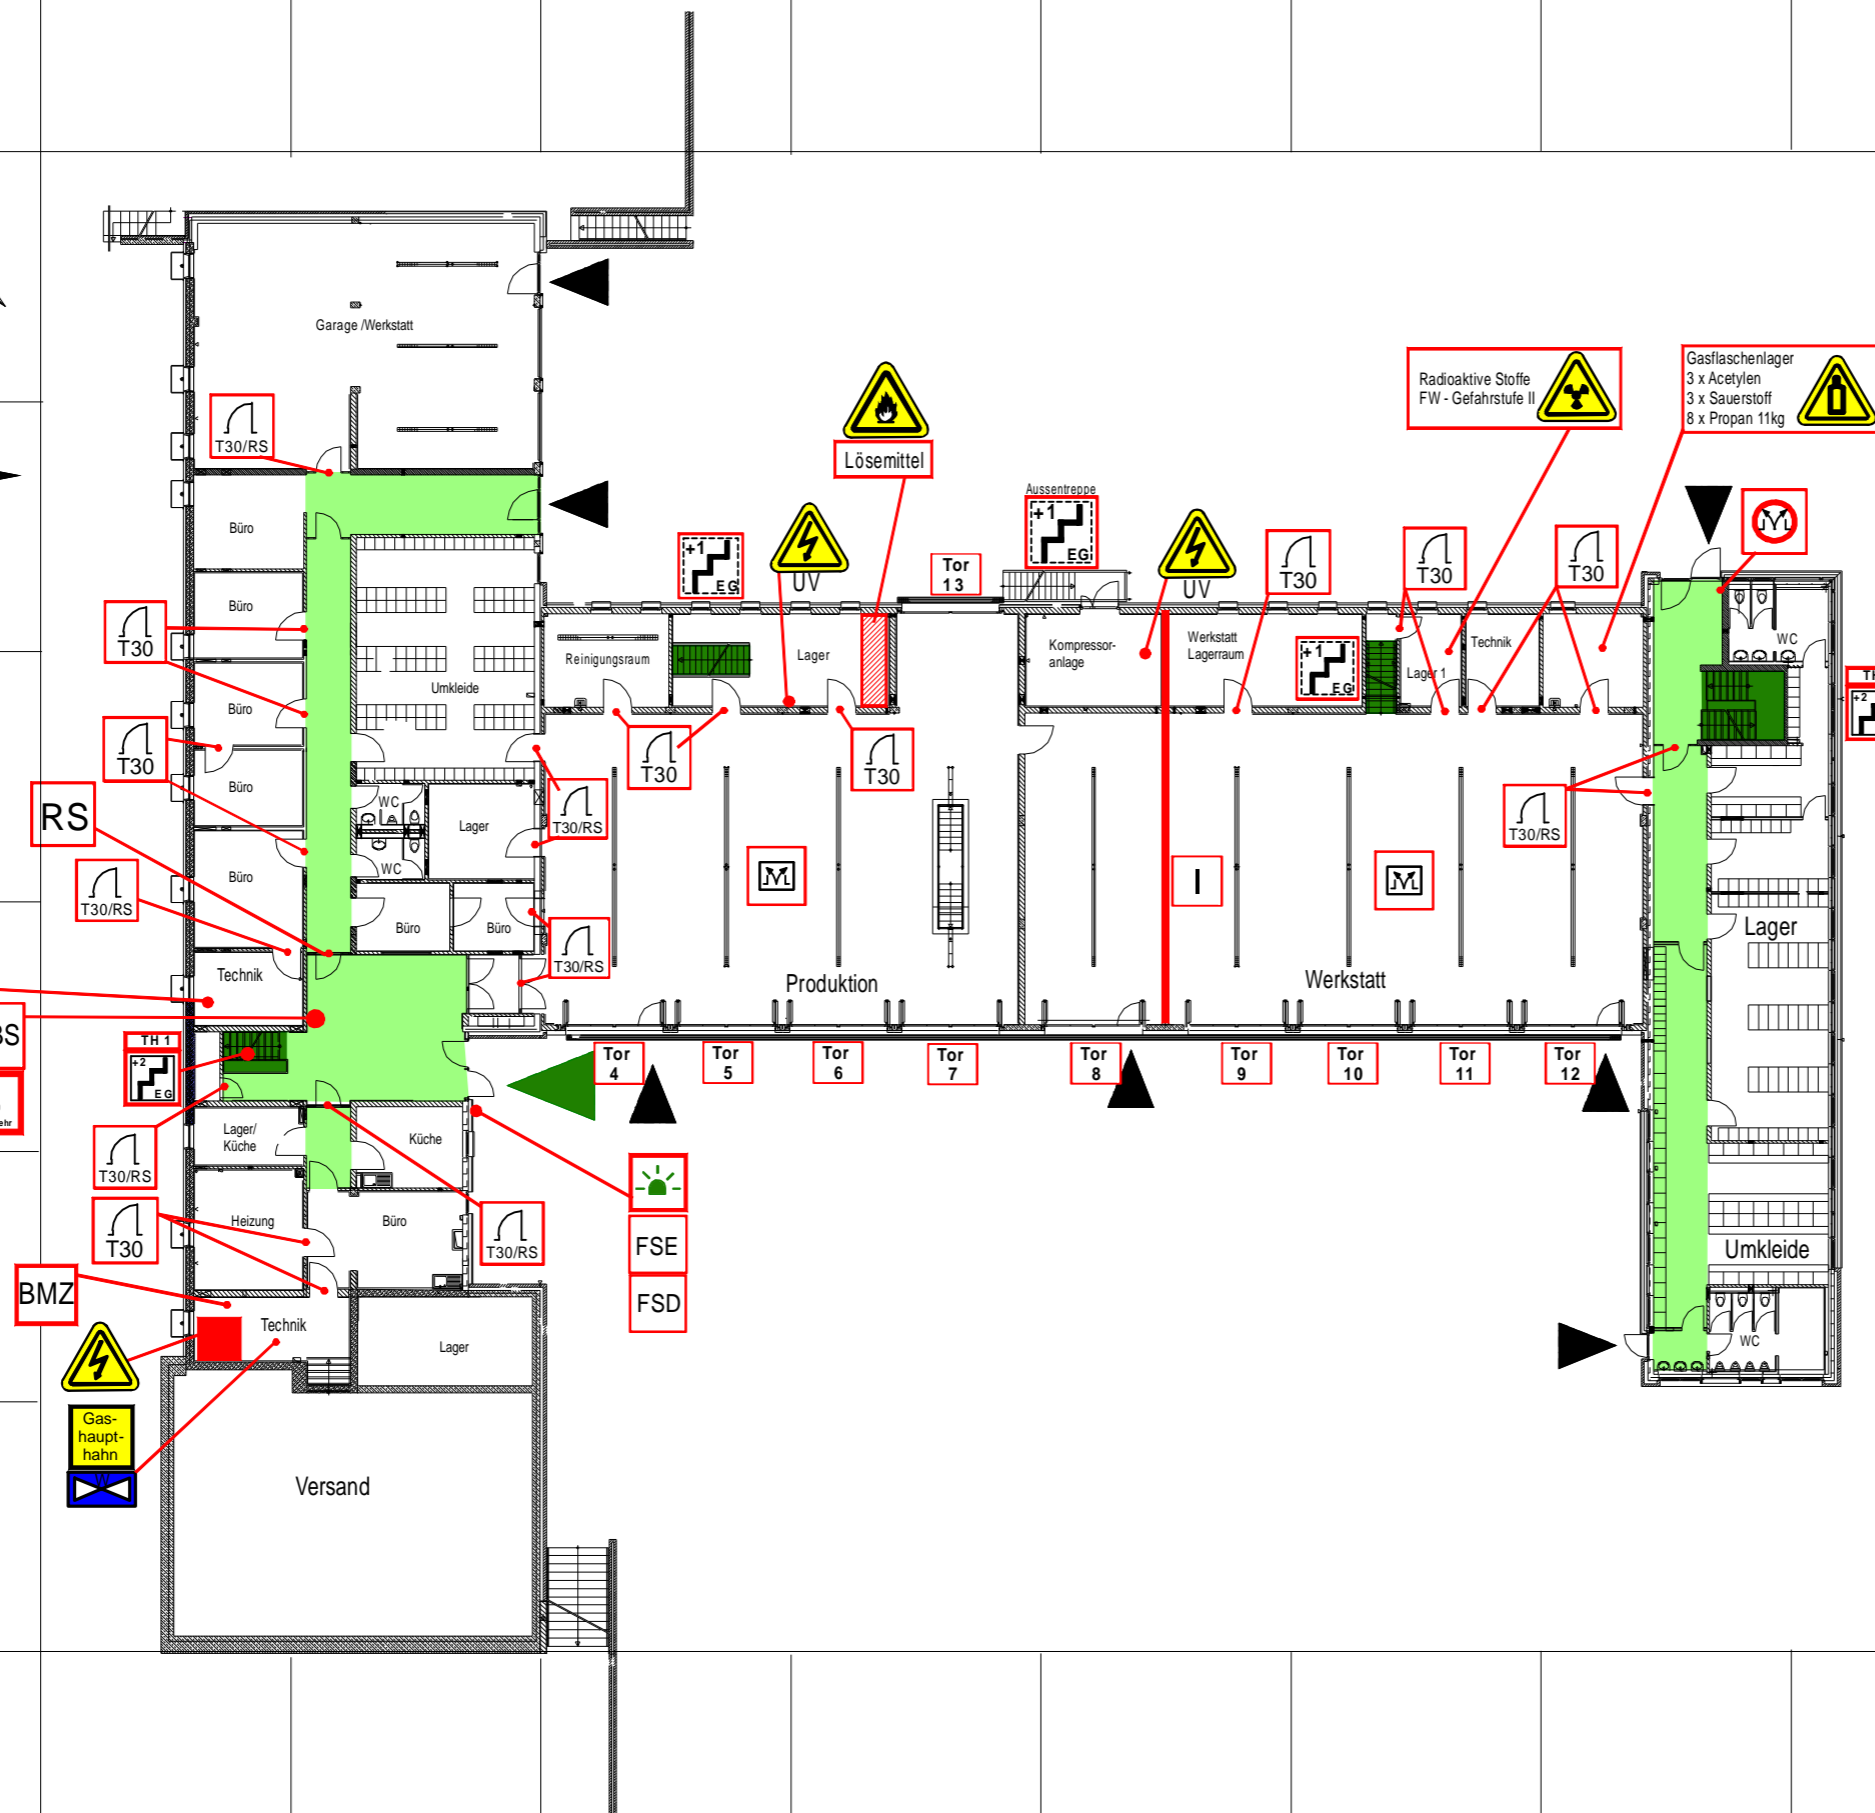 Garage /Werkstatt
T30/RS
Radioaktive Stoffe
FW - Gefahrstufe II
Gasflaschenlager
3 x Acetylen
3 x Sauerstoff
8 x Propan 11kg
Lösemittel
Aussentreppe
+1
EG
+1
EG
UV
Tor
13
UV
T30
T30
T30
Büro
Büro
T30
Büro
T30
Büro
Büro
Umkleide
Reinigungsraum
Lager
Kompressor-
anlage
Werkstatt
Lagerraum
+1
EG
Lager 1
Technik
WC
TH
+2
T30
T30
RS
WC
Lager
T30/RS
WC
T30/RS
T30/RS
Büro
Büro
T30/RS
I
Lager
Technik
Produktion
Werkstatt
BS
TH 1
+2
EG
ehr
Tor
4
Tor
5
Tor
6
Tor
7
Tor
8
Tor
9
Tor
10
Tor
11
Tor
12
Lager/
Küche
Küche
T30/RS
Heizung
Büro
T30
T30/RS
FSE
FSD
Umkleide
BMZ
Technik
Lager
WC
Gas-
haupt-
hahn
W
Versand